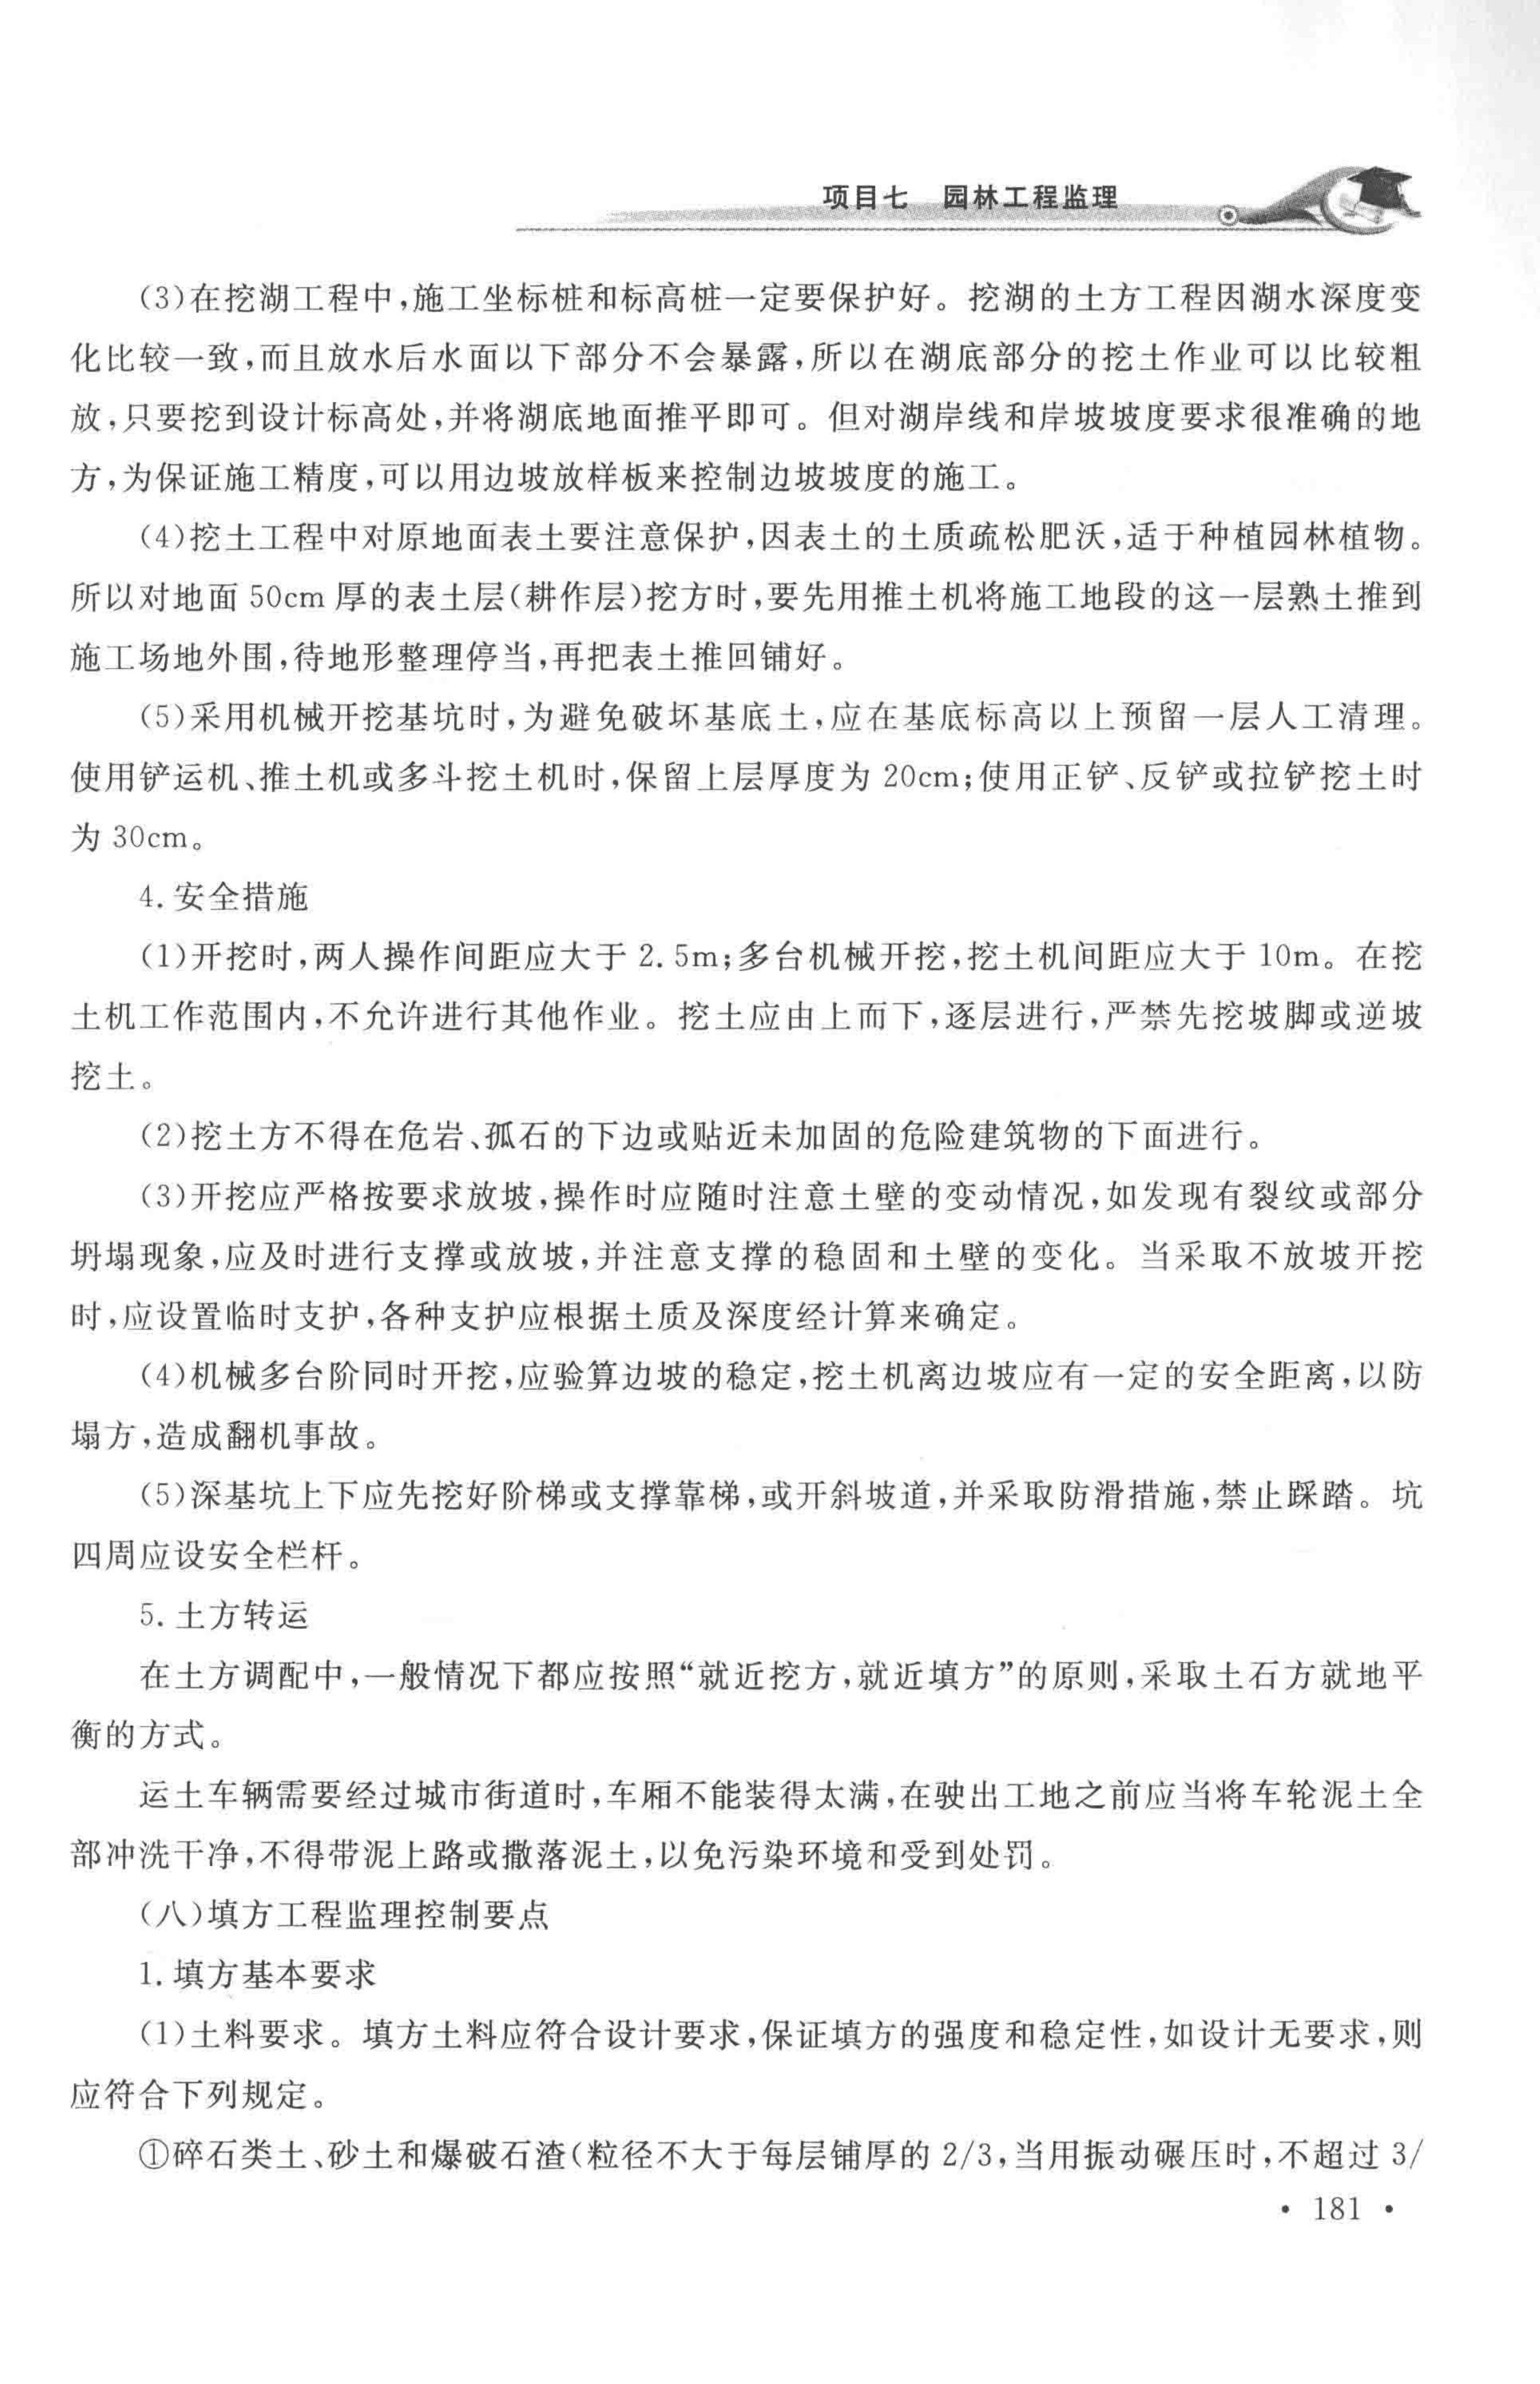 项目七 园林工程监理
(3)在挖湖工程中,施工坐标桩和标高桩一定要保护好。挖湖的土方工程因湖水深度变
化比较一致,而且放水后水面以下部分不会暴露,所以在湖底部分的挖土作业可以比较粗
放,只要挖到设计标高处,并将湖底地面推平即可。但对湖岸线和岸坡坡度要求很准确的地
方,为保证施工精度,可以用边坡放样板来控制边坡坡度的施工。
(4)挖土工程中对原地面表土要注意保护,因表土的土质疏松肥沃,适于种植园林植物。
所以对地面 50cm 厚的表土层(耕作层)挖方时,要先用推土机将施工地段的这一层熟土推到
施工场地外围,待地形整理停当,再把表土推回铺好。
(5)采用机械开挖基坑时,为避免破坏基底土,应在基底标高以上预留一层人工清理。
使用铲运机、推土机或多斗挖土机时,保留上层厚度为 20cm;使用正铲、反铲或拉铲挖土时
为 30cm。
4. 安全措施
(1)开挖时,两人操作间距应大于 2.5m;多台机械开挖,挖土机间距应大于 10m。在挖
土机工作范围内,不允许进行其他作业。挖土应由上而下,逐层进行,严禁先挖坡脚或逆坡
挖土。
(2)挖土方不得在危岩、孤石的下边或贴近未加固的危险建筑物的下面进行。
(3)开挖应严格按要求放坡,操作时应随时注意土壁的变动情况,如发现有裂纹或部分
坍塌现象,应及时进行支撑或放坡,并注意支撑的稳固和土壁的变化。当采取不放坡开挖
时,应设置临时支护,各种支护应根据土质及深度经计算来确定。
(4)机械多台阶同时开挖,应验算边坡的稳定,挖土机离边坡应有一定的安全距离,以防
塌方,造成翻机事故。
(5)深基坑上下应先挖好阶梯或支撑靠梯,或开斜坡道,并采取防滑措施,禁止踩踏。坑
四周应设安全栏杆。
5. 土方转运
在土方调配中,一般情况下都应按照“就近挖方,就近填方”的原则,采取土石方就地平
衡的方式。
运土车辆需要经过城市街道时,车厢不能装得太满,在驶出工地之前应当将车轮泥土全
部冲洗干净,不得带泥上路或撒落泥土,以免污染环境和受到处罚。
(八)填方工程监理控制要点
1. 填方基本要求
(1)土料要求。填方土料应符合设计要求,保证填方的强度和稳定性,如设计无要求,则
应符合下列规定。
①碎石类土、砂土和爆破石渣(粒径不大于每层铺厚的 2/3,当用振动碾压时,不超过 3/
• 181 •